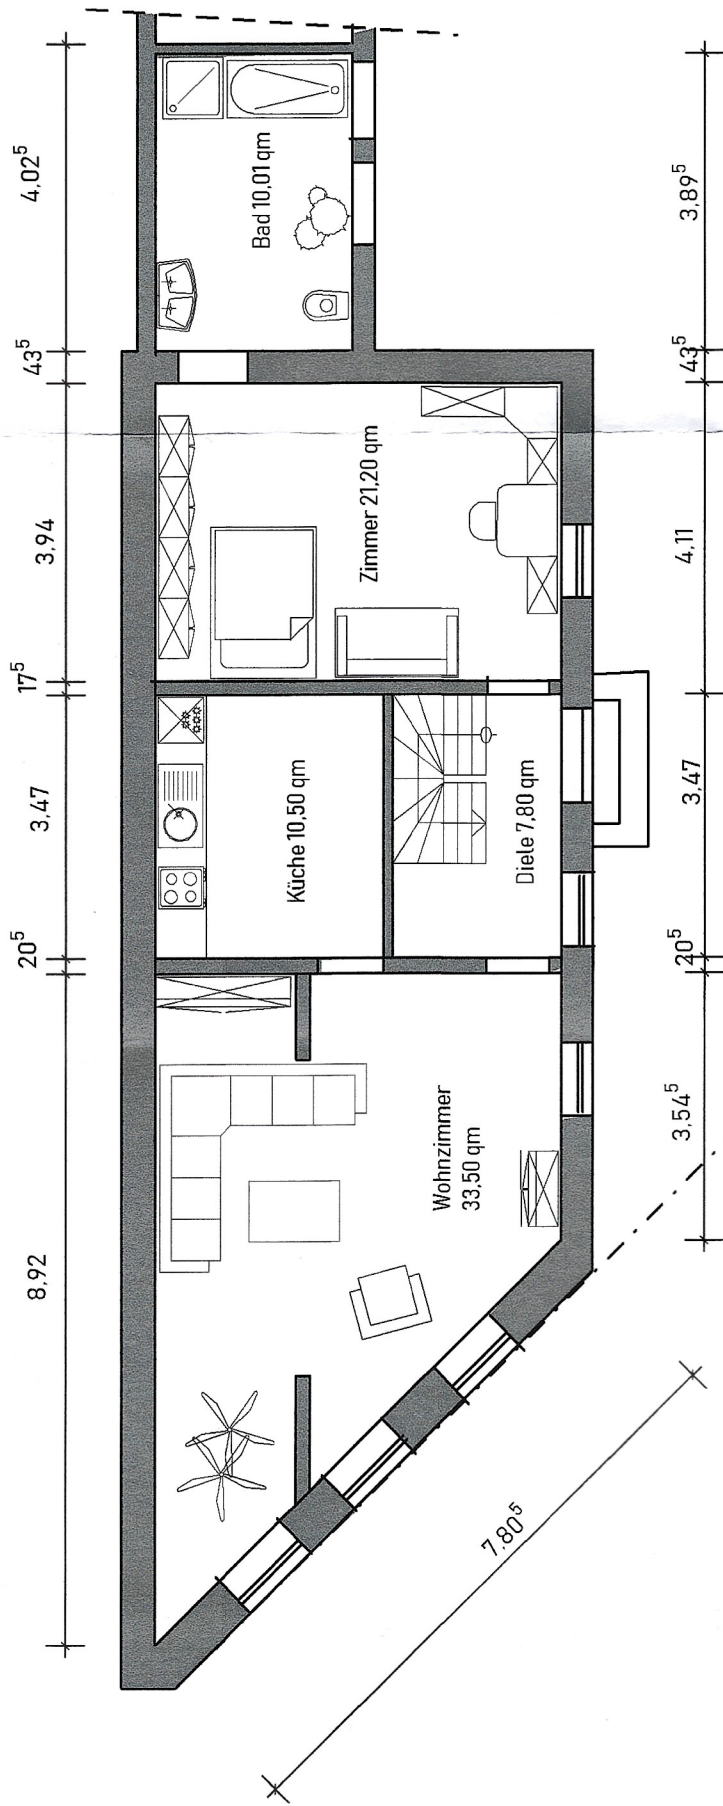 4,02⁵
43⁵
3,94
17⁵
3,47
20⁵
8,92
Bad 10,01 qm
Zimmer 21,20 qm
Küche 10,50 qm
Diele 7,80 qm
Wohnzimmer
33,50 qm
3,89⁵
43⁵
4,11
3,47
20⁵
3,54⁵
7,80⁵